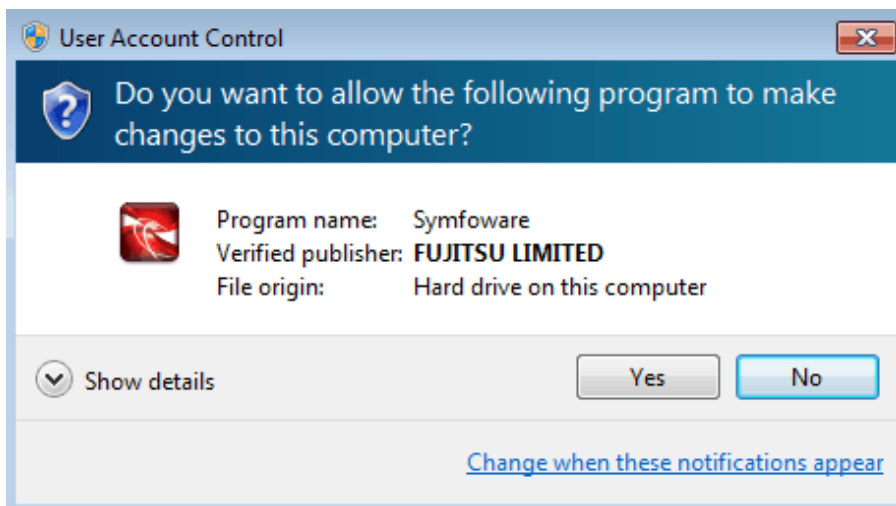 User Account Control
Do you want to allow the following program to make
changes to this computer?
Program name: Symfoware
Verified publisher: FUJITSU LIMITED
File origin: Hard drive on this computer
Show details
Yes
No
Change when these notifications appear